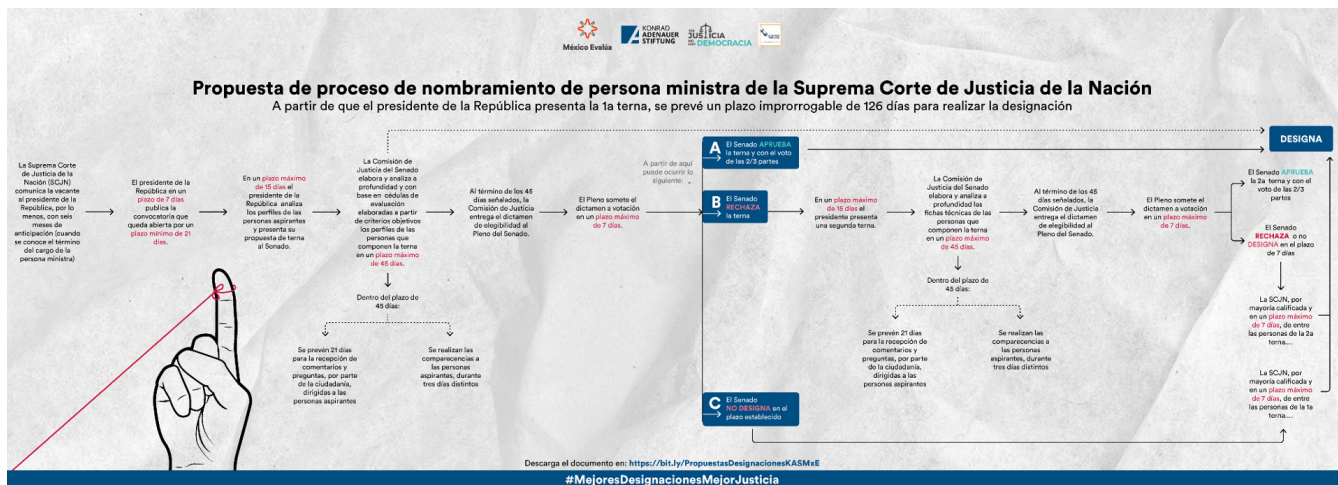 México Evalúa
KONRAD
ADENAUER
STIFTUNG
JUSTICIA
DEMOCRACIA
Propuesta de proceso de nombramiento de persona ministra de la Suprema Corte de Justicia de la Nación
A partir de que el presidente de la República presenta la 1a terna, se prevé un plazo improrrogable de 126 días para realizar la designación
La Suprema Corte
de Justicia de la
Nación (SCJN)
comunica la vacante
al presidente de la
República, por lo
menos, con seis
meses de
anticipación (cuando
se conoce el término
del cargo de la
persona ministra)
El presidente de la
República en un
plazo de 7 días
publica la
convocatoria que
queda abierta por un
plazo mínimo de 21
días.
En un plazo máximo
de 15 días el
presidente de la
República analiza
los perfiles de las
personas aspirantes
y presenta su
propuesta de terna
al Senado.
La Comisión de
Justicia del Senado
elabora y analiza a
profundidad y con
base en cédulas de
evaluación
elaboradas a partir
de criterios objetivos
los perfiles de las
personas que
componen la terna
en un plazo máximo
de 45 días.
Dentro del plazo de
45 días:
Se prevén 21 días
para la recepción de
comentarios y
preguntas, por parte
de la ciudadanía,
dirigidas a las
personas aspirantes
Se realizan las
comparecencias a
las personas
aspirantes, durante
tres días distintos
Al término de los 45
días señalados, la
Comisión de Justicia
entrega el dictamen
de elegibilidad al
Pleno del Senado.
El Pleno somete el
dictamen a votación
en un plazo máximo
de 7 días.
A partir de aquí
puede ocurrir lo
siguiente:
A
El Senado APRUEBA
la terna y con el voto
de las 2/3 partes
B
El Senado
RECHAZA
la terna
C
El Senado
NO DESIGNA en el
plazo establecido
En un plazo máximo
de 15 días el
presidente presenta
una segunda terna.
La Comisión de
Justicia del Senado
elabora y analiza a
profundidad las
fichas técnicas de las
personas que
componen la terna
en un plazo máximo
de 45 días.
Dentro del plazo de
45 días:
Se prevén 21 días
para la recepción de
comentarios y
preguntas, por parte
de la ciudadanía,
dirigidas a las
personas aspirantes
Se realizan las
comparecencias a
las personas
aspirantes, durante
tres días distintos
Al término de los 45
días señalados, la
Comisión de Justicia
entrega el dictamen
de elegibilidad al
Pleno del Senado.
El Pleno somete el
dictamen a votación
en un plazo máximo
de 7 días.
DESIGNA
El Senado APRUEBA
la 2a terna y con el
voto de las 2/3
partes
El Senado
RECHAZA o no
DESIGNA en el plazo
de 7 días
La SCJN, por
mayoría calificada y
en un plazo máximo
de 7 días, de entre
las personas de la 2a
terna....
La SCJN, por
mayoría calificada y
en un plazo máximo
de 7 días, de entre
las personas de la 1a
terna....
Descarga el documento en: https://bit.ly/PropuestasDesignacionesKASMxE
#MejoresDesignacionesMejorJusticia